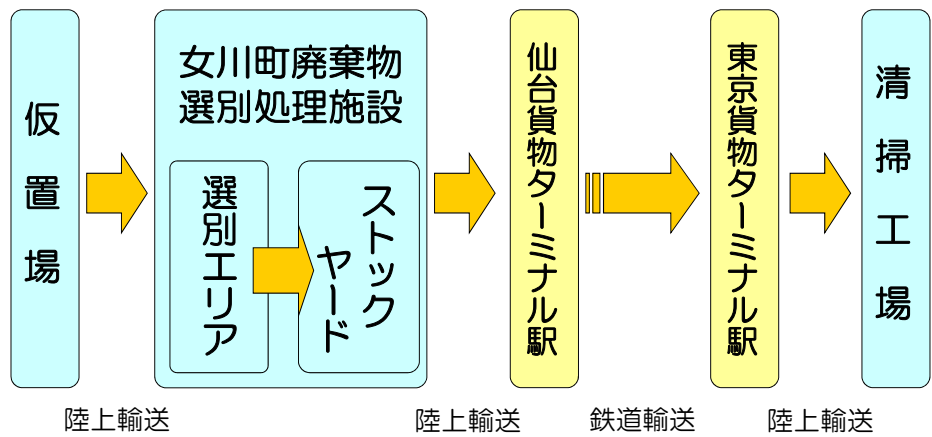 仮置場
女川町廃棄物
選別処理施設
選別エリア
ストック
ヤード
仙台貨物ターミナル駅
東京貨物ターミナル駅
清掃工場
陸上輸送
陸上輸送
鉄道輸送
陸上輸送